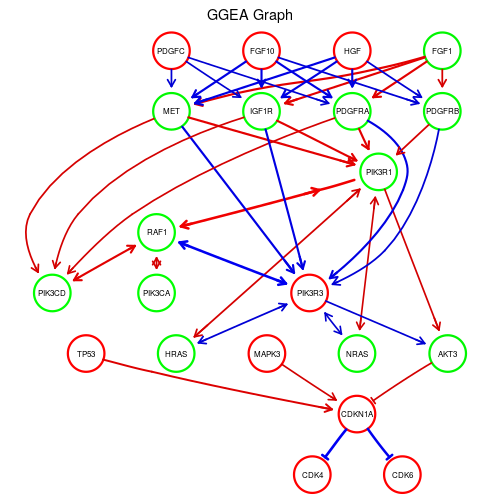 GGEA Graph
PDGFC FGF10 HGF FGF1
MET IGF1R PDGFRA PDGFRB
PIK3R1
RAF1
PIK3CD PIK3CA PIK3R3
TP53 HRAS MAPK3 NRAS AKT3
CDKN1A
CDK4 CDK6